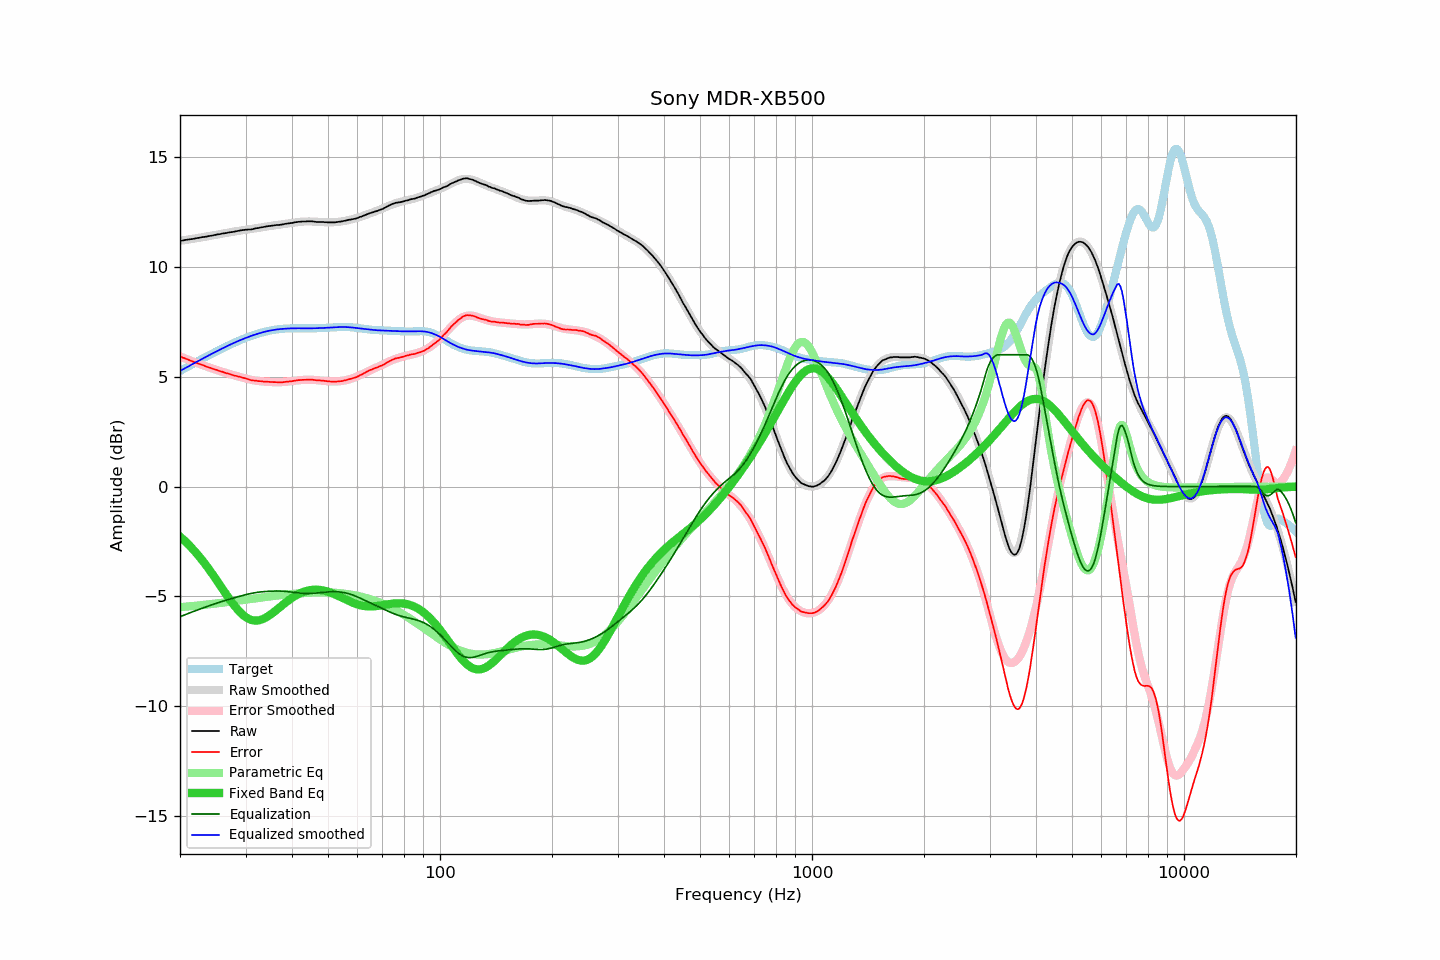 Sony MDR-XB500
15
10
5
0
−5
−10
−15
Amplitude (dBr)
Target
Raw Smoothed
Error Smoothed
Raw
Error
Parametric Eq
Fixed Band Eq
Equalization
Equalized smoothed
100
1000
10000
Frequency (Hz)